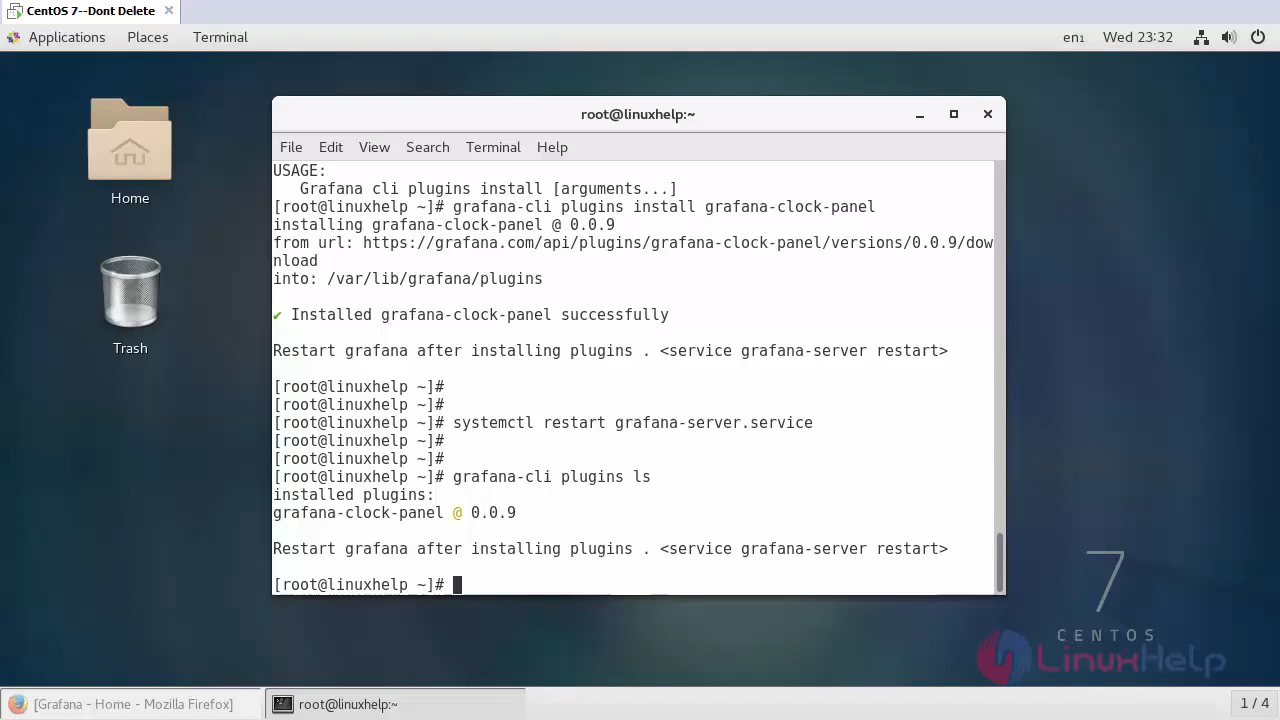 CentOS 7--Dont Delete
Applications Places Terminal en1 Wed 23:32
Home
Trash
root@linuxhelp:~
File Edit View Search Terminal Help
USAGE:
Grafana cli plugins install [arguments...]
[root@linuxhelp ~]# grafana-cli plugins install grafana-clock-panel
installing grafana-clock-panel @ 0.0.9
from url: https://grafana.com/api/plugins/grafana-clock-panel/versions/0.0.9/dow
nload
into: /var/lib/grafana/plugins
✔ Installed grafana-clock-panel successfully
Restart grafana after installing plugins . <service grafana-server restart>
[root@linuxhelp ~]#
[root@linuxhelp ~]#
[root@linuxhelp ~]# systemctl restart grafana-server.service
[root@linuxhelp ~]#
[root@linuxhelp ~]#
[root@linuxhelp ~]# grafana-cli plugins ls
installed plugins:
grafana-clock-panel @ 0.0.9
Restart grafana after installing plugins . <service grafana-server restart>
[root@linuxhelp ~]#
7
CENTOS
LinuxHelp
[Grafana - Home - Mozilla Firefox] root@linuxhelp:~ 1 / 4